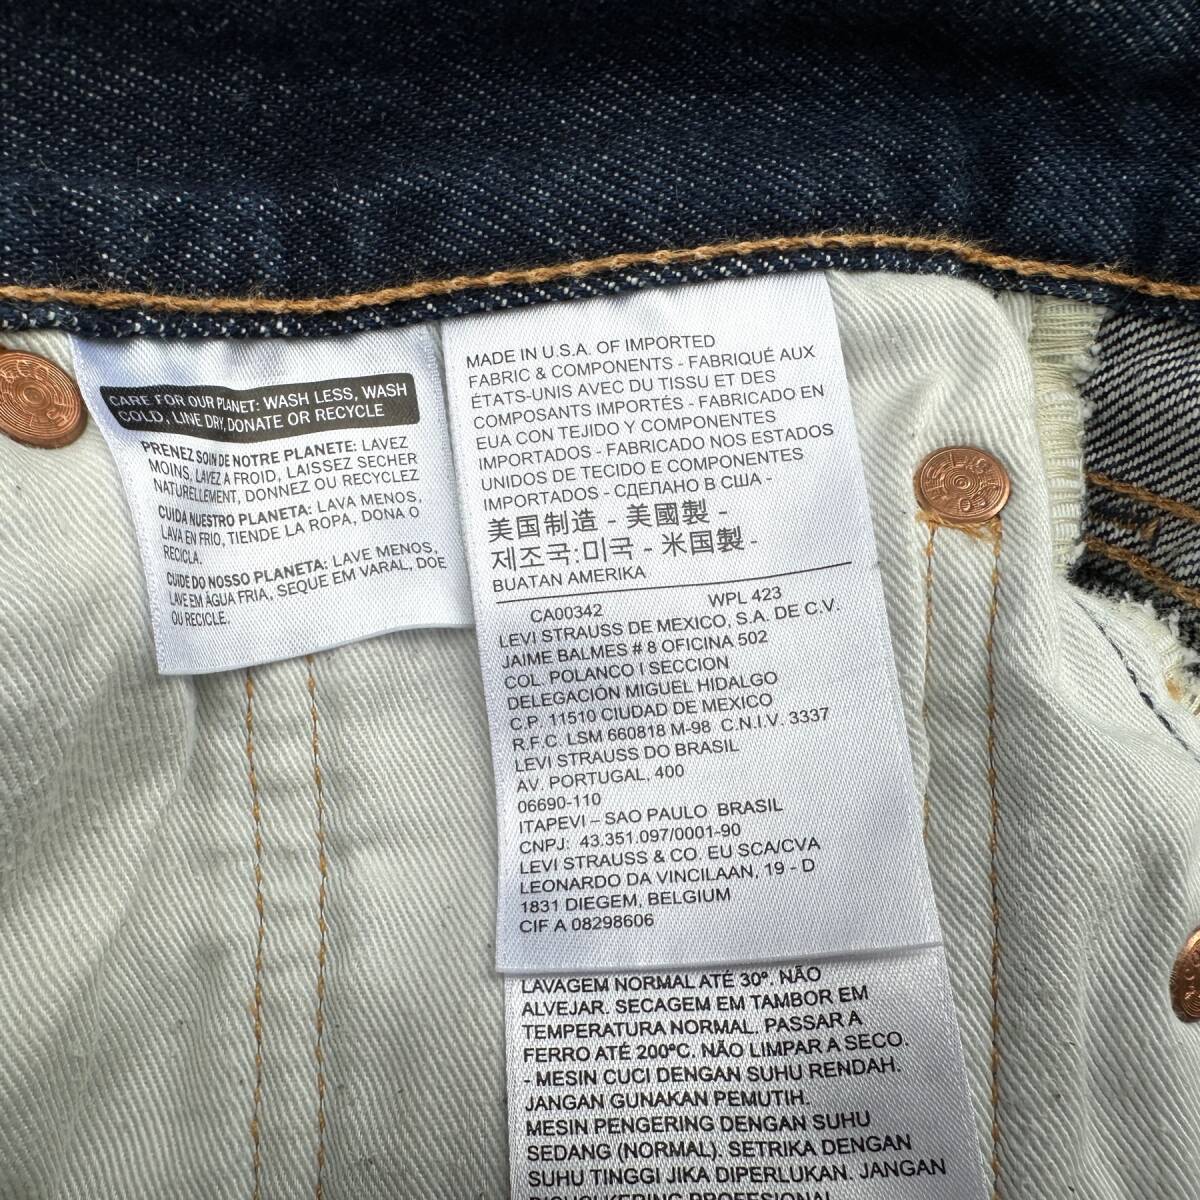 CARE FOR OUR PLANET: WASH LESS, WASH
COLD, LINE DRY, DONATE OR RECYCLE
PRENEZ SOIN DE NOTRE PLANETE: LAVEZ
MOINS, LAVEZ A FROID, LAISSEZ SECHER
NATURELLEMENT, DONNEZ OU RECYCLEZ
CUIDA NUESTRO PLANETA: LAVA MENOS,
LAVA EN FRIO, TIENDE LA ROPA, DONA O
RECICLA.
CUIDE DO NOSSO PLANETA: LAVE MENOS,
LAVE EM ÁGUA FRIA, SEQUE EM VARAL, DOE
OU RECICLE.
MADE IN U.S.A. OF IMPORTED
FABRIC & COMPONENTS - FABRIQUÉ AUX
ÉTATS-UNIS AVEC DU TISSU ET DES
COMPOSANTS IMPORTÉS - FABRICADO EN
EUA CON TEJIDO Y COMPONENTES
IMPORTADOS - FABRICADO NOS ESTADOS
UNIDOS DE TECIDO E COMPONENTES
IMPORTADOS - СДЕЛАНО В США -
美国制造 - 美國製 -
제조국:미국 - 米国製 -
BUATAN AMERIKA
CA00342 WPL 423
LEVI STRAUSS DE MEXICO, S.A. DE C.V.
JAIME BALMES # 8 OFICINA 502
COL. POLANCO I SECCION
DELEGACIÓN MIGUEL HIDALGO
C.P. 11510 CIUDAD DE MEXICO
R.F.C. LSM 660818 M-98 C.N.I.V. 3337
LEVI STRAUSS DO BRASIL
AV. PORTUGAL, 400
06690-110
ITAPEVI – SAO PAULO BRASIL
CNPJ: 43.351.097/0001-90
LEVI STRAUSS & CO. EU SCA/CVA
LEONARDO DA VINCILAAN, 19 - D
1831 DIEGEM, BELGIUM
CIF A 08298606
LAVAGEM NORMAL ATÉ 30º. NÃO
ALVEJAR. SECAGEM EM TAMBOR EM
TEMPERATURA NORMAL. PASSAR A
FERRO ATÉ 200ºC. NÃO LIMPAR A SECO.
- MESIN CUCI DENGAN SUHU RENDAH.
JANGAN GUNAKAN PEMUTIH.
MESIN PENGERING DENGAN SUHU
SEDANG (NORMAL). SETRIKA DENGAN
SUHU TINGGI JIKA DIPERLUKAN. JANGAN